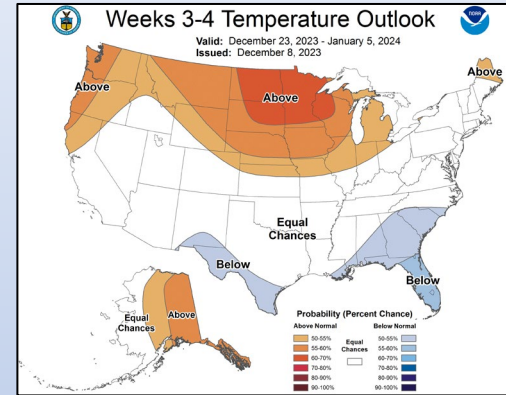 Weeks 3-4 Temperature Outlook
Valid: December 23, 2023 - January 5, 2024
Issued: December 8, 2023
NOAA
Above
Above
Above
Equal
Chances
Below
Below
Equal
Chances
Above
Probability (Percent Chance)
Above Normal
Below Normal
50-55%
55-60%
60-70%
70-80%
80-90%
90-100%
Equal
Chances
50-55%
55-60%
60-70%
70-80%
80-90%
90-100%